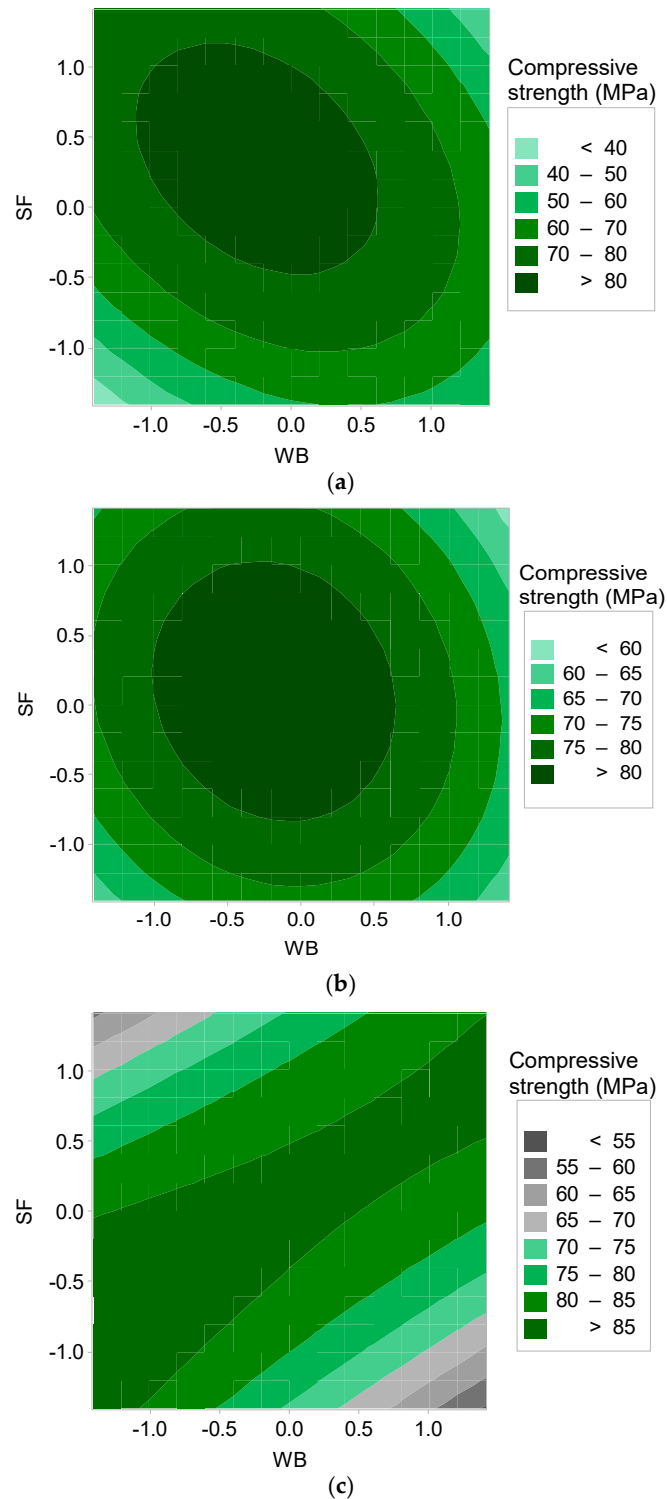 Compressive
strength (MPa)
< 40
40 – 50
50 – 60
60 – 70
70 – 80
> 80
1.0
0.5
0.0
-0.5
-1.0
SF
-1.0 -0.5 0.0 0.5 1.0
WB
(a)
Compressive
strength (MPa)
< 60
60 – 65
65 – 70
70 – 75
75 – 80
> 80
1.0
0.5
0.0
-0.5
-1.0
SF
-1.0 -0.5 0.0 0.5 1.0
WB
(b)
Compressive
strength (MPa)
< 55
55 – 60
60 – 65
65 – 70
70 – 75
75 – 80
80 – 85
> 85
1.0
0.5
0.0
-0.5
-1.0
SF
-1.0 -0.5 0.0 0.5 1.0
WB
(c)